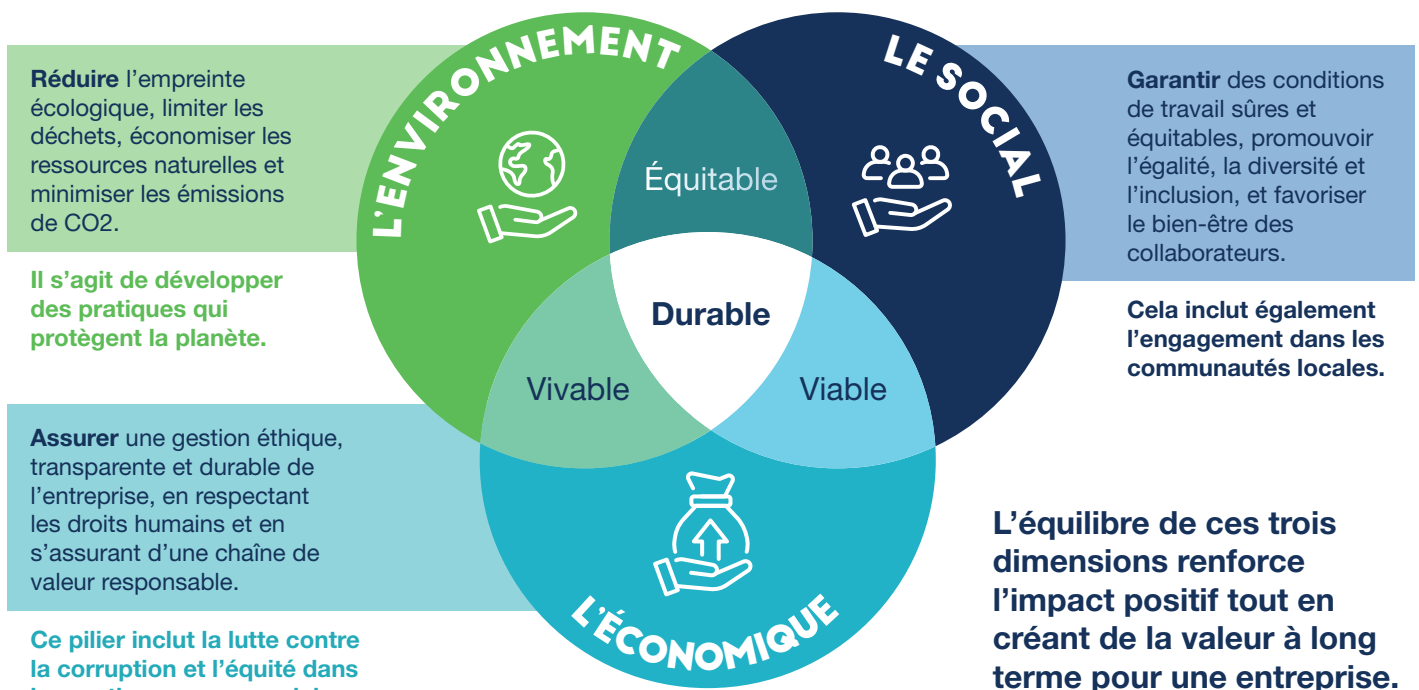 L'ENVIRONNEMENT
LE SOCIAL
Réduire l'empreinte
écologique, limiter les
déchets, économiser les
ressources naturelles et
minimiser les émissions
de CO2.
Il s'agit de développer
des pratiques qui
protègent la planète.
Équitable
Durable
Vivable
Viable
Garantir des conditions
de travail sûres et
équitables, promouvoir
l'égalité, la diversité et
l'inclusion, et favoriser
le bien-être des
collaborateurs.
Cela inclut également
l'engagement dans les
communautés locales.
Assurer une gestion éthique,
transparente et durable de
l'entreprise, en respectant
les droits humains et en
s'assurant d'une chaîne de
valeur responsable.
Ce pilier inclut la lutte contre
la corruption et l'équité dans
L'ÉCONOMIQUE
L'équilibre de ces trois
dimensions renforce
l'impact positif tout en
créant de la valeur à long
terme pour une entreprise.